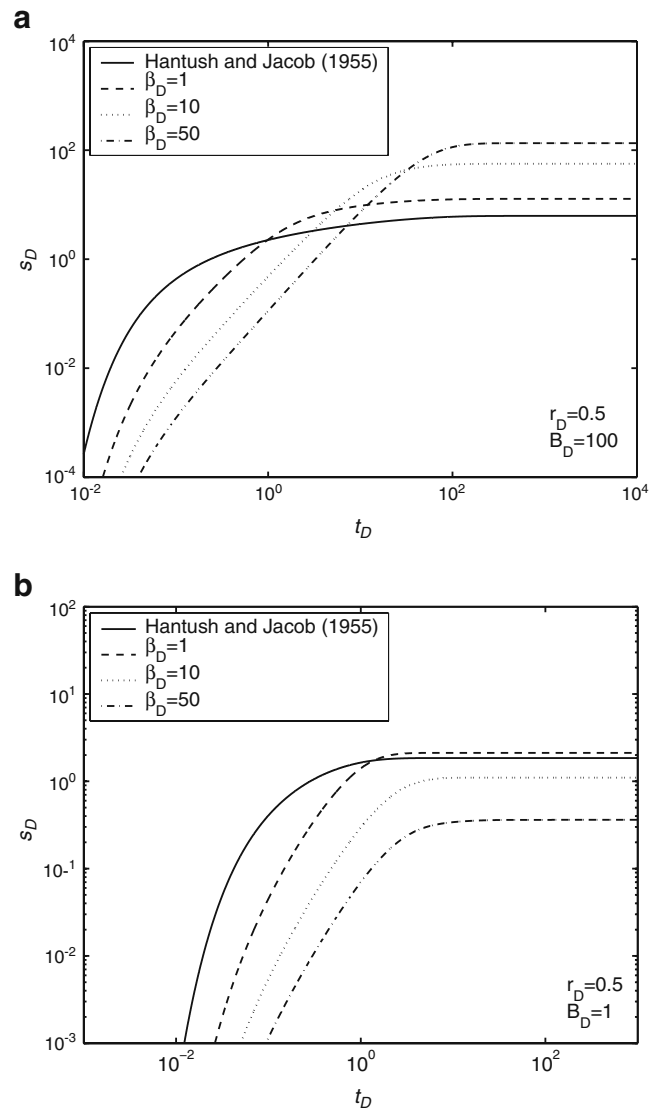 a
10^4
10^2
10^0
10^-2
10^-4
s_D
Hantush and Jacob (1955)
β_D=1
β_D=10
β_D=50
r_D=0.5
B_D=100
10^-2
10^0
10^2
10^4
t_D
b
10^2
10^1
10^0
10^-1
10^-2
10^-3
s_D
Hantush and Jacob (1955)
β_D=1
β_D=10
β_D=50
r_D=0.5
B_D=1
10^-2
10^0
10^2
t_D